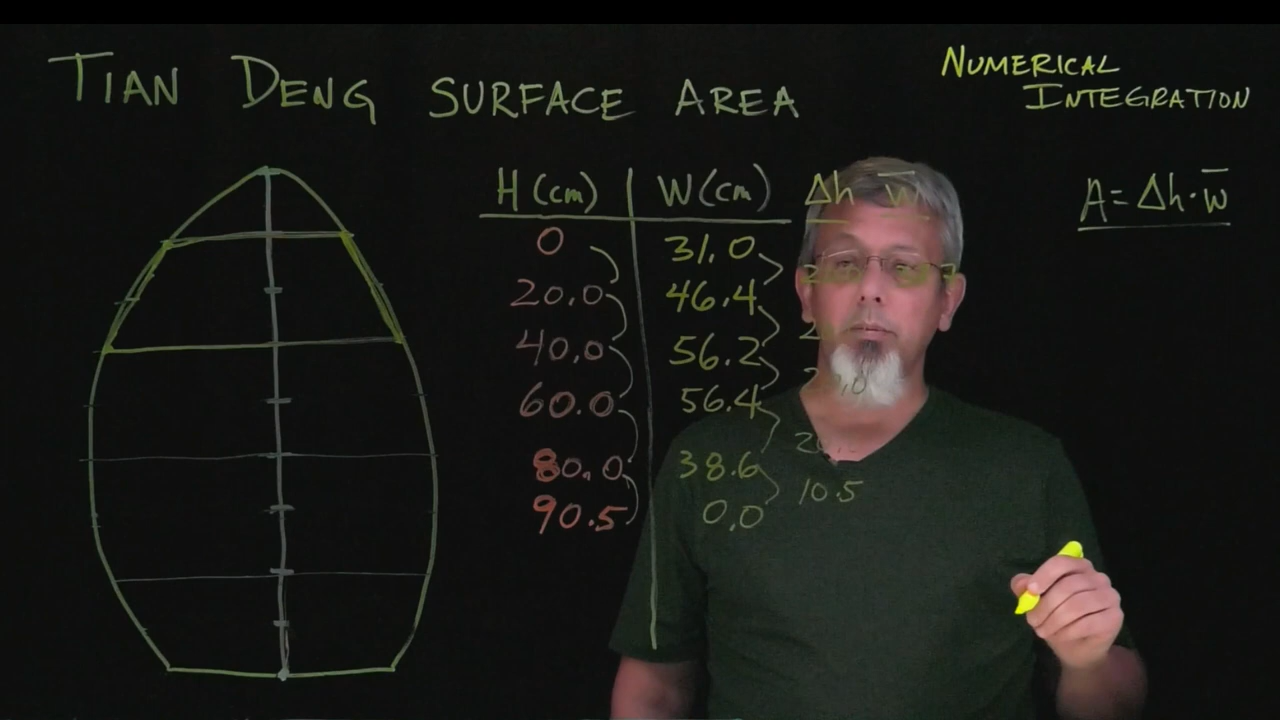 TIAN DENG SURFACE AREA
NUMERICAL
INTEGRATION
H (cm) W (cm) Δh w̅
A = Δh · w̅
0 31.0
20.0 46.4
40.0 56.2
60.0 56.4
80.0 38.6
90.5 0.0 10.5